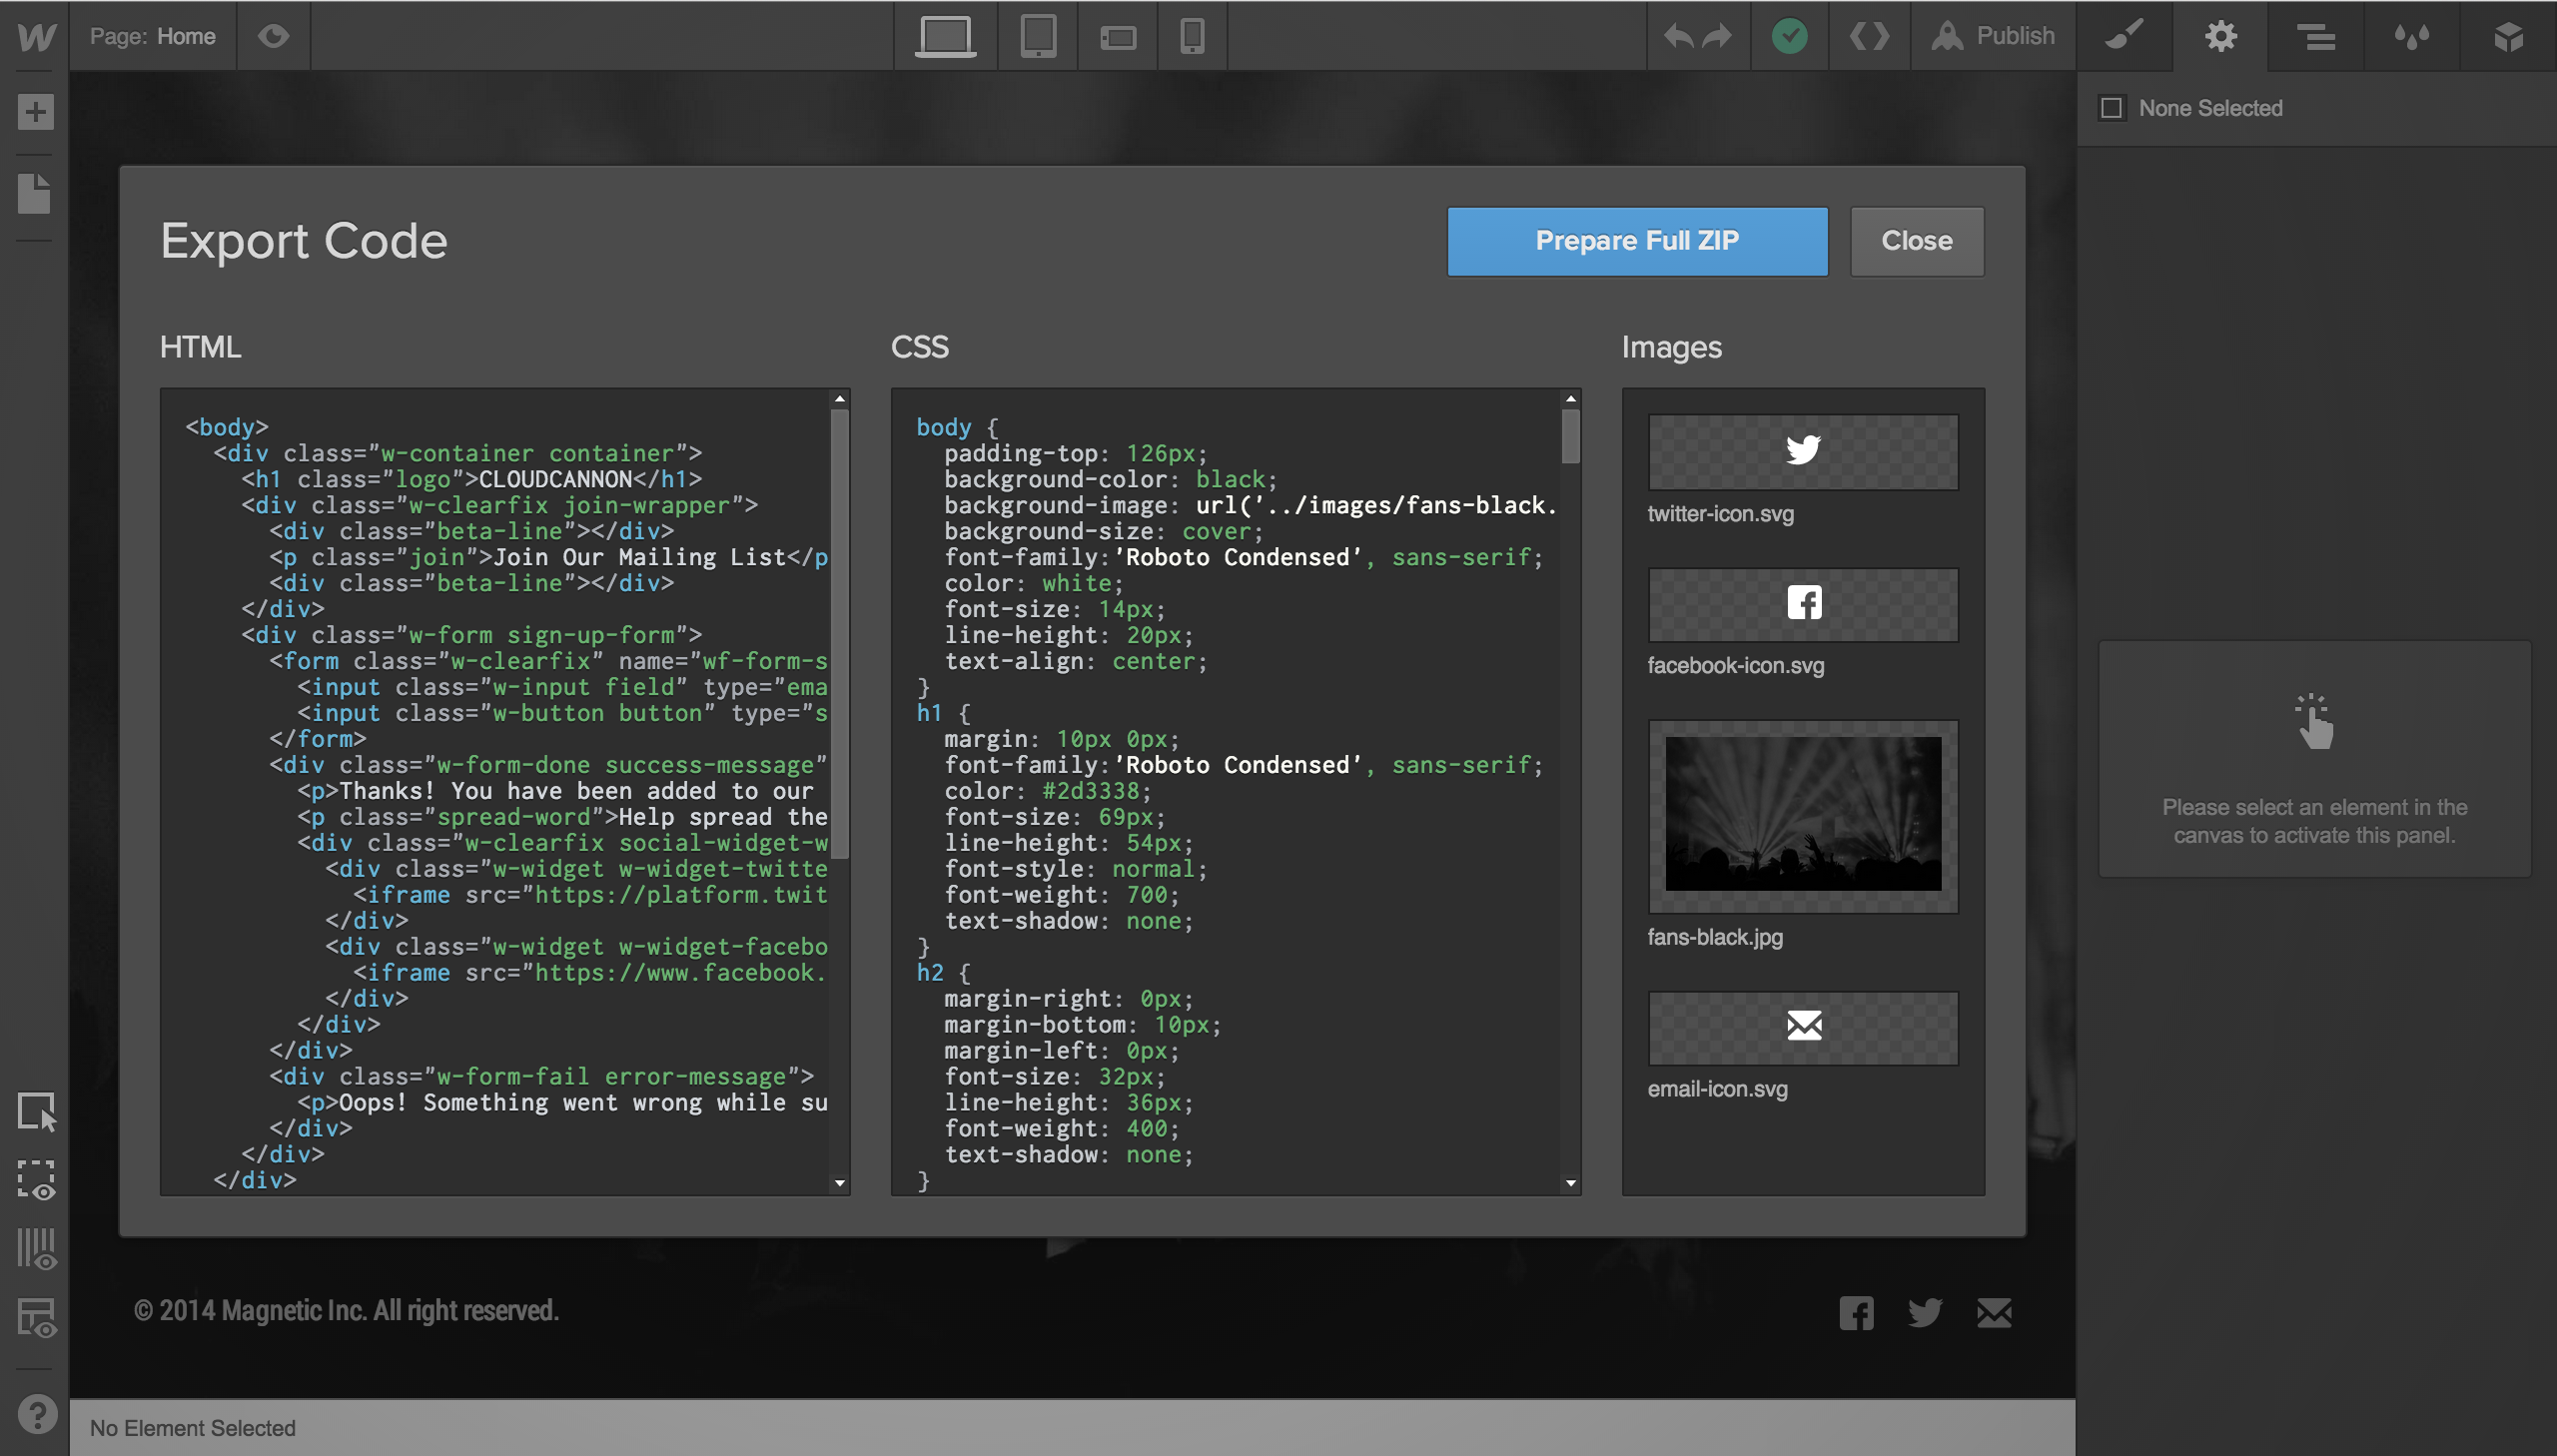 Page: Home
Publish
None Selected
Export Code
Prepare Full ZIP
Close
HTML
<body>
<div class="w-container container">
<h1 class="logo">CLOUDCANNON</h1>
<div class="w-clearfix join-wrapper">
<div class="beta-line"></div>
<p class="join">Join Our Mailing List</p
<div class="beta-line"></div>
</div>
<div class="w-form sign-up-form">
<form class="w-clearfix" name="wf-form-s
<input class="w-input field" type="ema
<input class="w-button button" type="s
</form>
<div class="w-form-done success-message"
<p>Thanks! You have been added to our
<p class="spread-word">Help spread the
<div class="w-clearfix social-widget-w
<div class="w-widget w-widget-twitte
<iframe src="https://platform.twit
</div>
<div class="w-widget w-widget-facebo
<iframe src="https://www.facebook.
</div>
</div>
</div>
<div class="w-form-fail error-message">
<p>Oops! Something went wrong while su
</div>
</div>
</div>
CSS
body {
padding-top: 126px;
background-color: black;
background-image: url('../images/fans-black.
background-size: cover;
font-family:'Roboto Condensed', sans-serif;
color: white;
font-size: 14px;
line-height: 20px;
text-align: center;
}
h1 {
margin: 10px 0px;
font-family:'Roboto Condensed', sans-serif;
color: #2d3338;
font-size: 69px;
line-height: 54px;
font-style: normal;
font-weight: 700;
text-shadow: none;
}
h2 {
margin-right: 0px;
margin-bottom: 10px;
margin-left: 0px;
font-size: 32px;
line-height: 36px;
font-weight: 400;
text-shadow: none;
}
Images
twitter-icon.svg
facebook-icon.svg
fans-black.jpg
email-icon.svg
Please select an element in the
canvas to activate this panel.
© 2014 Magnetic Inc. All right reserved.
No Element Selected